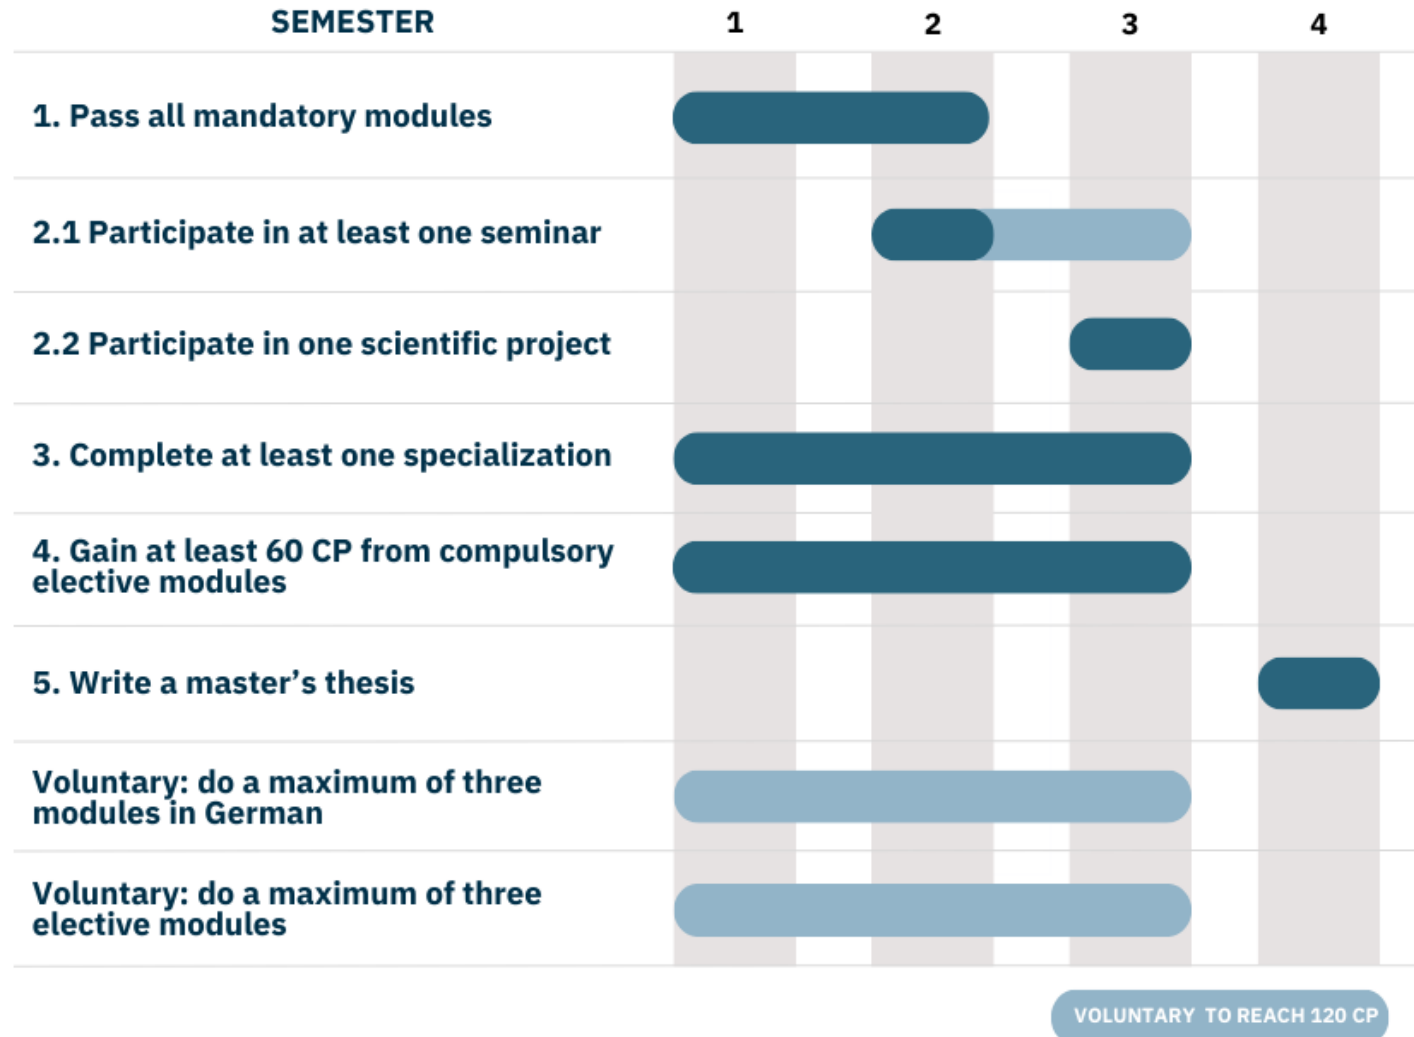 SEMESTER 1 2 3 4
1. Pass all mandatory modules
2.1 Participate in at least one seminar
2.2 Participate in one scientific project
3. Complete at least one specialization
4. Gain at least 60 CP from compulsory
elective modules
5. Write a master’s thesis
Voluntary: do a maximum of three
modules in German
Voluntary: do a maximum of three
elective modules
VOLUNTARY TO REACH 120 CP